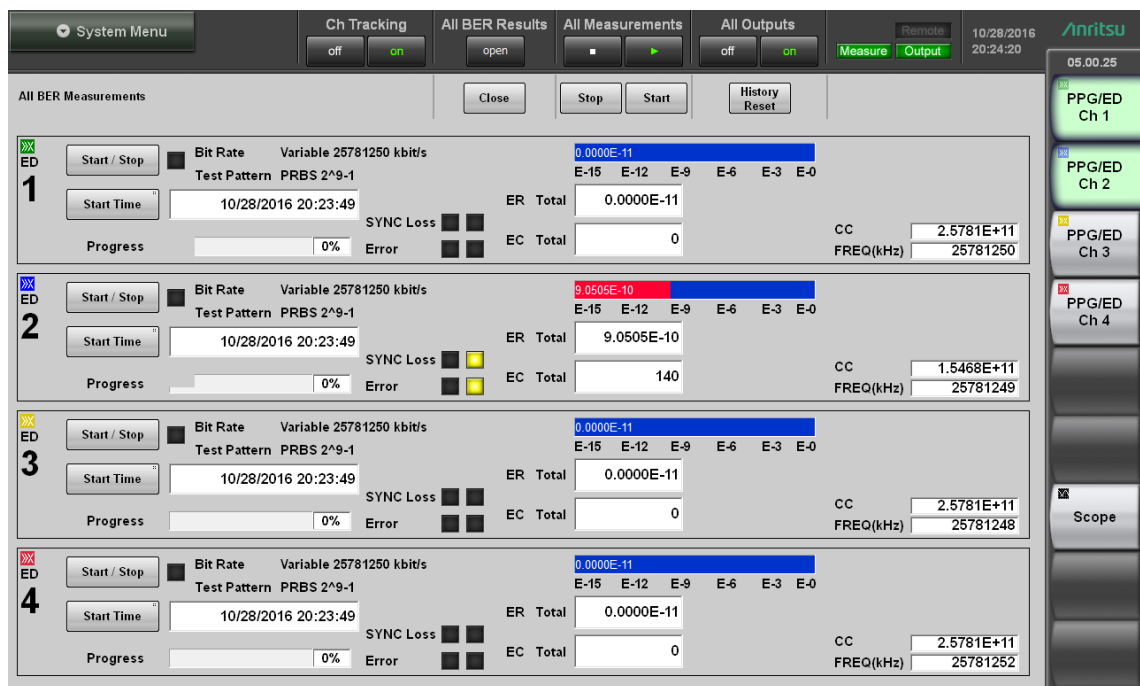 System Menu
Ch Tracking
off on
All BER Results
open
All Measurements
All Outputs
off on
Remote
Measure Output
10/28/2016
20:24:20
Anritsu
05.00.25
All BER Measurements
Close
Stop Start
History
Reset
PPG/ED
Ch 1
PPG/ED
Ch 2
PPG/ED
Ch 3
PPG/ED
Ch 4
Scope
ED
1
Start / Stop
Bit Rate Variable 25781250 kbit/s
Test Pattern PRBS 2^9-1
Start Time 10/28/2016 20:23:49
SYNC Loss
Progress 0% Error
0.0000E-11
E-15 E-12 E-9 E-6 E-3 E-0
ER Total 0.0000E-11
EC Total 0
CC 2.5781E+11
FREQ(kHz) 25781250
ED
2
Start / Stop
Bit Rate Variable 25781250 kbit/s
Test Pattern PRBS 2^9-1
Start Time 10/28/2016 20:23:49
SYNC Loss
Progress 0% Error
9.0505E-10
E-15 E-12 E-9 E-6 E-3 E-0
ER Total 9.0505E-10
EC Total 140
CC 1.5468E+11
FREQ(kHz) 25781249
ED
3
Start / Stop
Bit Rate Variable 25781250 kbit/s
Test Pattern PRBS 2^9-1
Start Time 10/28/2016 20:23:49
SYNC Loss
Progress 0% Error
0.0000E-11
E-15 E-12 E-9 E-6 E-3 E-0
ER Total 0.0000E-11
EC Total 0
CC 2.5781E+11
FREQ(kHz) 25781248
ED
4
Start / Stop
Bit Rate Variable 25781250 kbit/s
Test Pattern PRBS 2^9-1
Start Time 10/28/2016 20:23:49
SYNC Loss
Progress 0% Error
0.0000E-11
E-15 E-12 E-9 E-6 E-3 E-0
ER Total 0.0000E-11
EC Total 0
CC 2.5781E+11
FREQ(kHz) 25781252